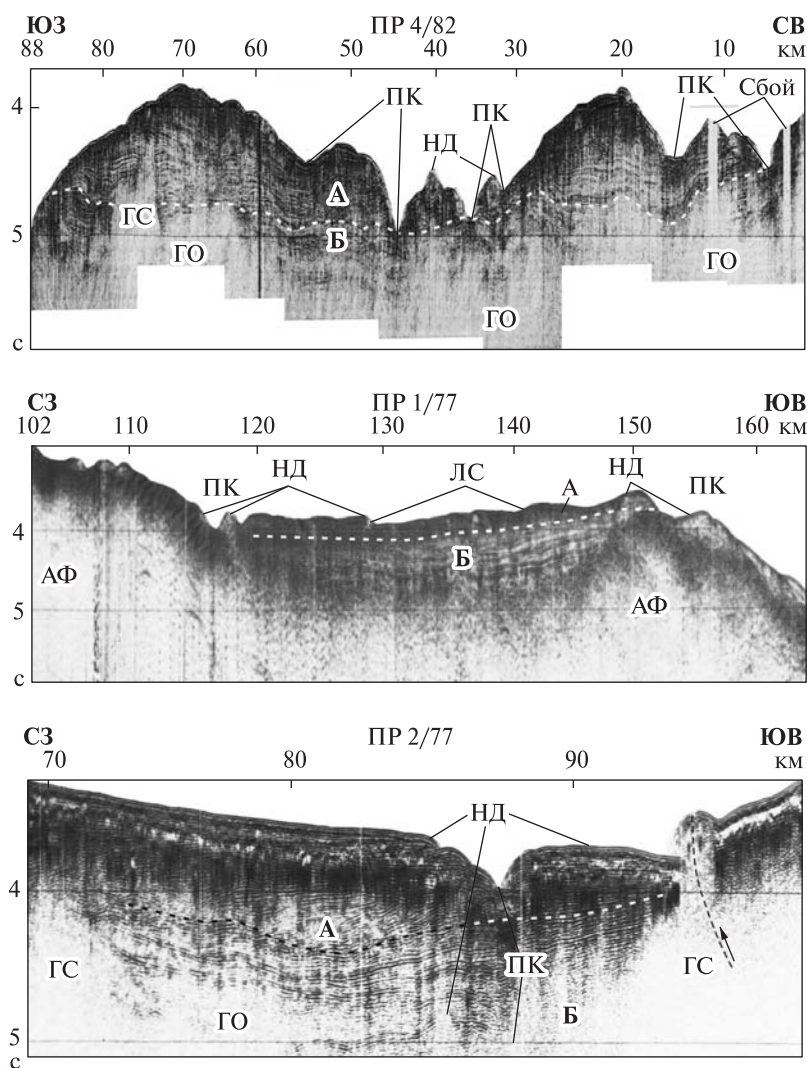 ЮЗ ПР 4/82 СВ
88 80 70 60 50 40 30 20 10 км
ПК ПК ПК Сбой
4
НД
А
ГС
5 Б
ГО ГО
ГО
с
СЗ ПР 1/77 ЮВ
102 110 120 130 140 150 160 км
ПК НД ЛС А НД ПК
4
Б
АФ АФ
5
с
СЗ ПР 2/77 ЮВ
70 80 90 км
НД
4
А
ГС ПК ГС
ГО Б
5
с